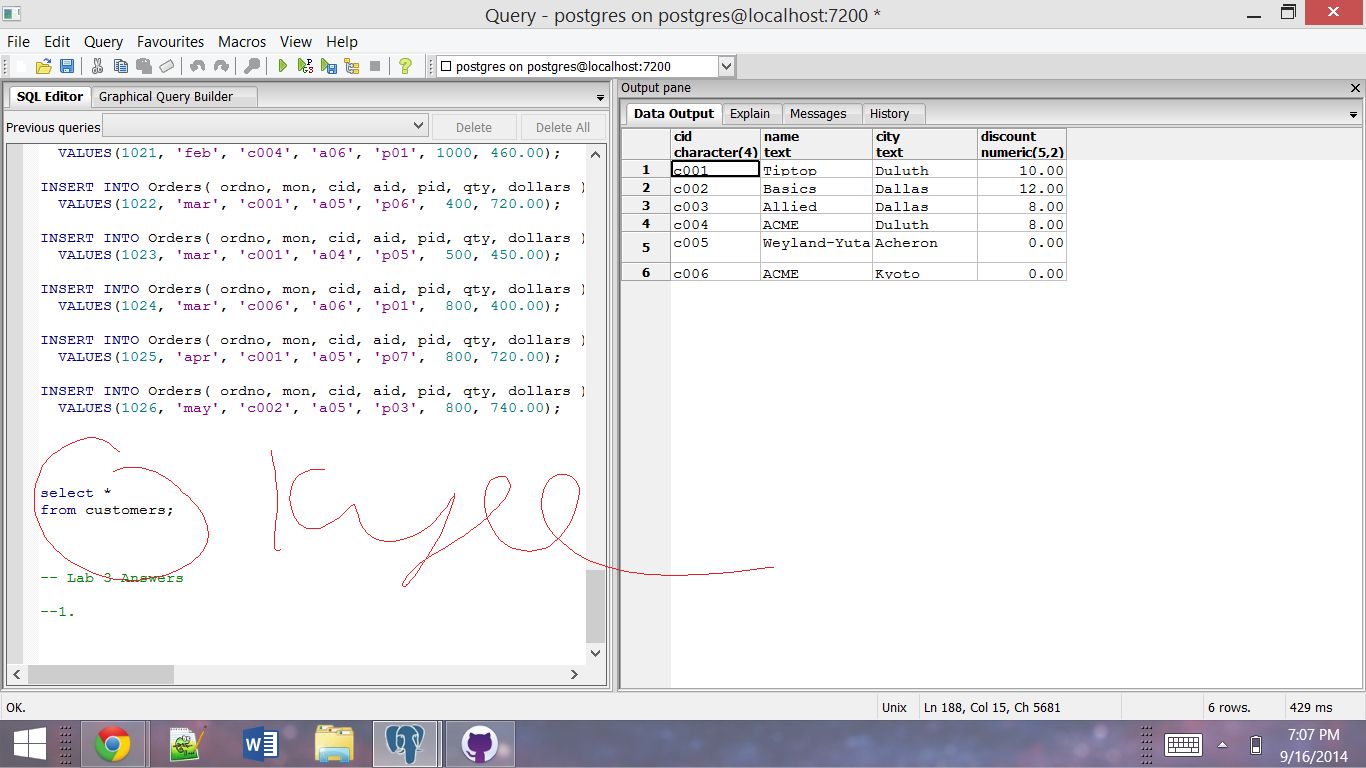 Query - postgres on postgres@localhost:7200 *
File Edit Query Favourites Macros View Help
postgres on postgres@localhost:7200
SQL Editor Graphical Query Builder
Previous queries Delete Delete All
VALUES(1021, 'feb', 'c004', 'a06', 'p01', 1000, 460.00);
INSERT INTO Orders( ordno, mon, cid, aid, pid, qty, dollars )
VALUES(1022, 'mar', 'c001', 'a05', 'p06', 400, 720.00);
INSERT INTO Orders( ordno, mon, cid, aid, pid, qty, dollars )
VALUES(1023, 'mar', 'c001', 'a04', 'p05', 500, 450.00);
INSERT INTO Orders( ordno, mon, cid, aid, pid, qty, dollars )
VALUES(1024, 'mar', 'c006', 'a06', 'p01', 800, 400.00);
INSERT INTO Orders( ordno, mon, cid, aid, pid, qty, dollars )
VALUES(1025, 'apr', 'c001', 'a05', 'p07', 800, 720.00);
INSERT INTO Orders( ordno, mon, cid, aid, pid, qty, dollars )
VALUES(1026, 'may', 'c002', 'a05', 'p03', 800, 740.00);
select *
from customers;
-- Lab 3 Answers
--1.
Output pane
Data Output Explain Messages History
cid name city discount
character(4) text text numeric(5,2)
1 c001 Tiptop Duluth 10.00
2 c002 Basics Dallas 12.00
3 c003 Allied Dallas 8.00
4 c004 ACME Duluth 8.00
5 c005 Weyland-Yuta Acheron 0.00
6 c006 ACME Kyoto 0.00
OK. Unix Ln 188, Col 15, Ch 5681 6 rows. 429 ms
7:07 PM
9/16/2014